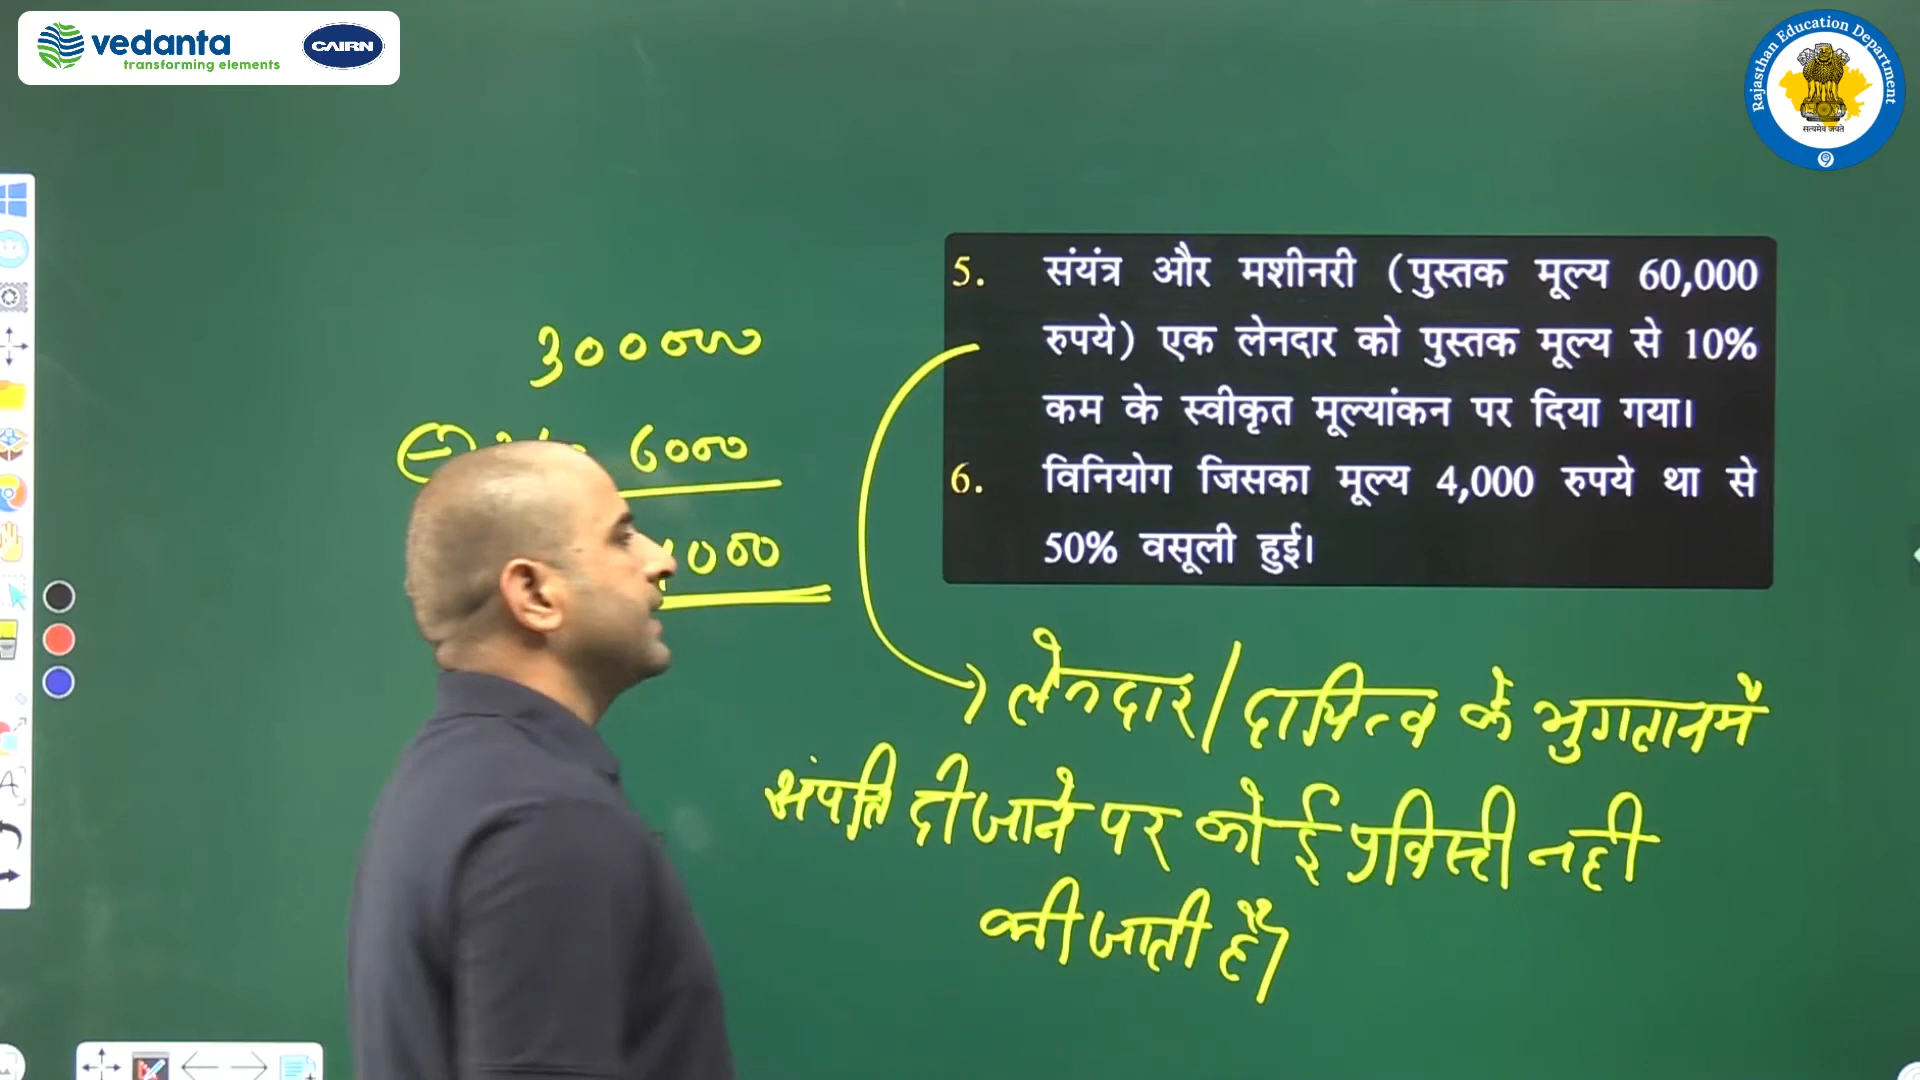 vedanta
transforming elements
CAIRN
Rajasthan Education Department
सत्यमेव जयते
5. संयंत्र और मशीनरी (पुस्तक मूल्य 60,000
रुपये) एक लेनदार को पुस्तक मूल्य से 10%
कम के स्वीकृत मूल्यांकन पर दिया गया।
6. विनियोग जिसका मूल्य 4,000 रुपये था से
50% वसूली हुई।
6000
000
लेनदार/दायित्व के भुगतान में
संपत्ति दी जाने पर कोई प्रविस्टी नही
की जाती है।